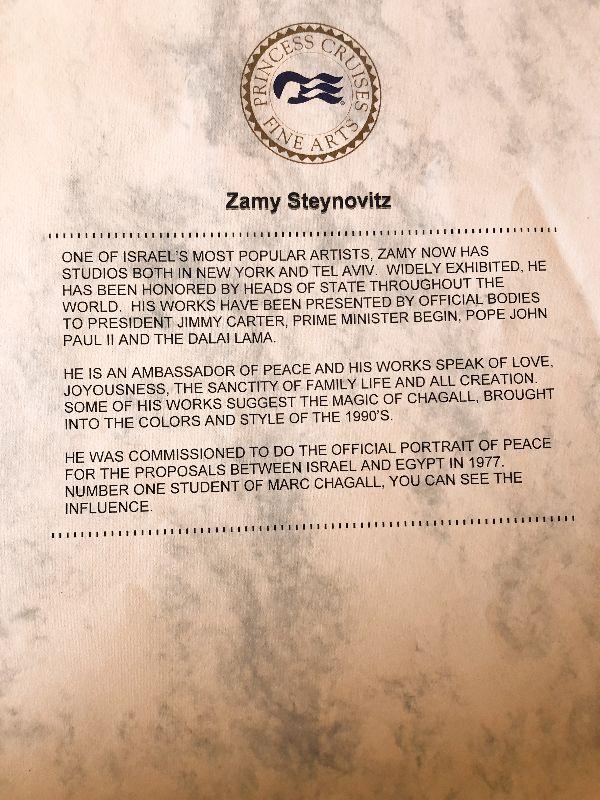 PRINCESS CRUISES
FINE ARTS
Zamy Steynovitz
ONE OF ISRAEL'S MOST POPULAR ARTISTS, ZAMY NOW HAS
STUDIOS BOTH IN NEW YORK AND TEL AVIV. WIDELY EXHIBITED, HE
HAS BEEN HONORED BY HEADS OF STATE THROUGHOUT THE
WORLD. HIS WORKS HAVE BEEN PRESENTED BY OFFICIAL BODIES
TO PRESIDENT JIMMY CARTER, PRIME MINISTER BEGIN, POPE JOHN
PAUL II AND THE DALAI LAMA.
HE IS AN AMBASSADOR OF PEACE AND HIS WORKS SPEAK OF LOVE,
JOYOUSNESS, THE SANCTITY OF FAMILY LIFE AND ALL CREATION.
SOME OF HIS WORKS SUGGEST THE MAGIC OF CHAGALL, BROUGHT
INTO THE COLORS AND STYLE OF THE 1990'S.
HE WAS COMMISSIONED TO DO THE OFFICIAL PORTRAIT OF PEACE
FOR THE PROPOSALS BETWEEN ISRAEL AND EGYPT IN 1977.
NUMBER ONE STUDENT OF MARC CHAGALL, YOU CAN SEE THE
INFLUENCE.